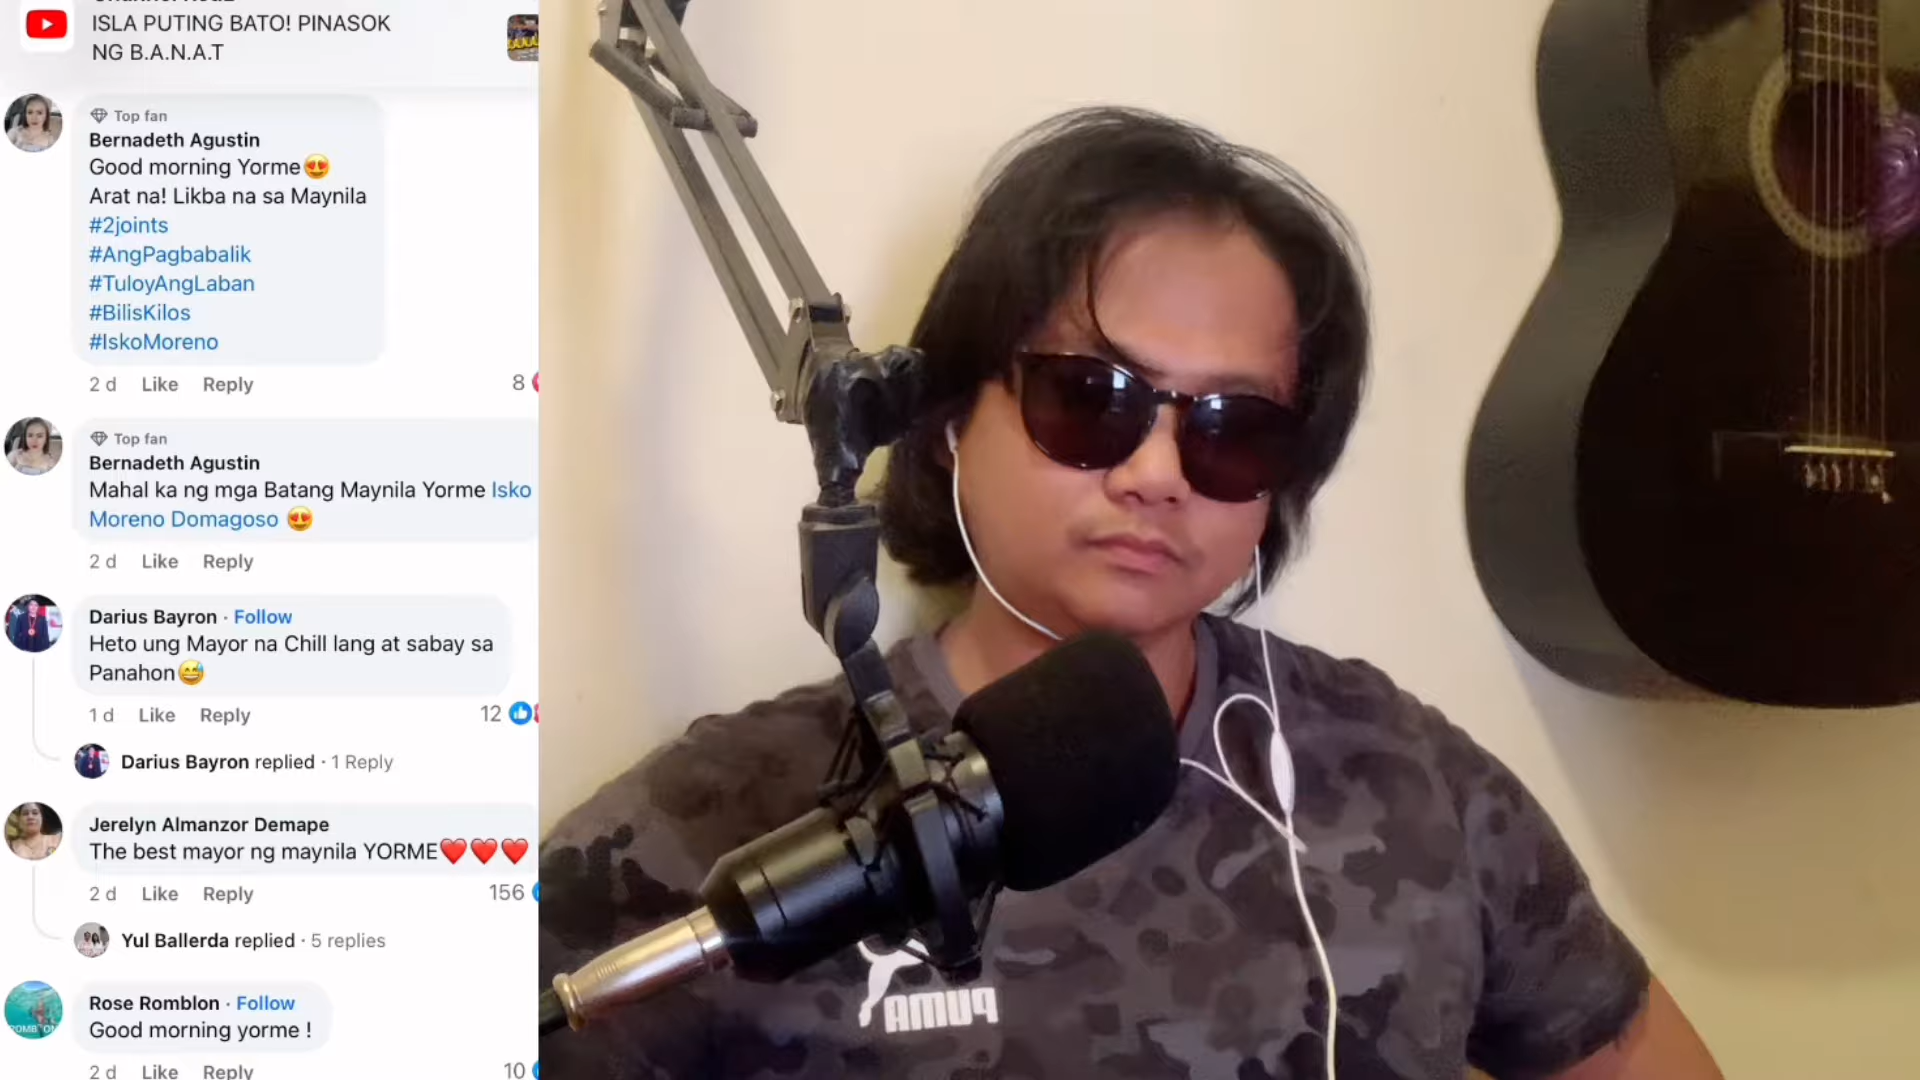 ISLA PUTING BATO! PINASOK
NG B.A.N.A.T
Top fan
Bernadeth Agustin
Good morning Yorme😍
Arat na! Likba na sa Maynila
#2joints
#AngPagbabalik
#TuloyAngLaban
#BilisKilos
#IskoMoreno
2 d Like Reply 8
Top fan
Bernadeth Agustin
Mahal ka ng mga Batang Maynila Yorme Isko
Moreno Domagoso 😍
2 d Like Reply
Darius Bayron · Follow
Heto ung Mayor na Chill lang at sabay sa
Panahon😅
1 d Like Reply 12
Darius Bayron replied · 1 Reply
Jerelyn Almanzor Demape
The best mayor ng maynila YORME❤️❤️❤️
2 d Like Reply 156
Yul Ballerda replied · 5 replies
Rose Romblon · Follow
Good morning yorme !
2 d Like Reply 10
PUMA